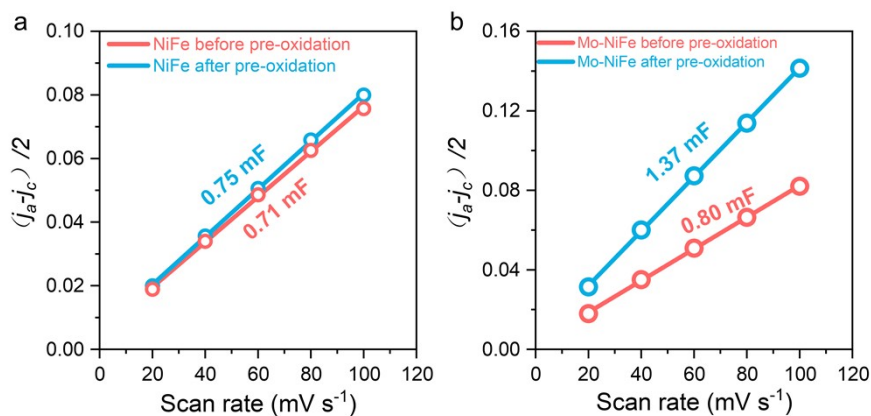 a
NiFe before pre-oxidation
NiFe after pre-oxidation
0.75 mF
0.71 mF
0.10
0.08
0.06
0.04
0.02
0.00
(jₐ-j꜀) /2
0 20 40 60 80 100 120
Scan rate (mV s⁻¹)
b
Mo-NiFe before pre-oxidation
Mo-NiFe after pre-oxidation
1.37 mF
0.80 mF
0.16
0.12
0.08
0.04
0.00
(jₐ-j꜀) /2
0 20 40 60 80 100 120
Scan rate (mV s⁻¹)